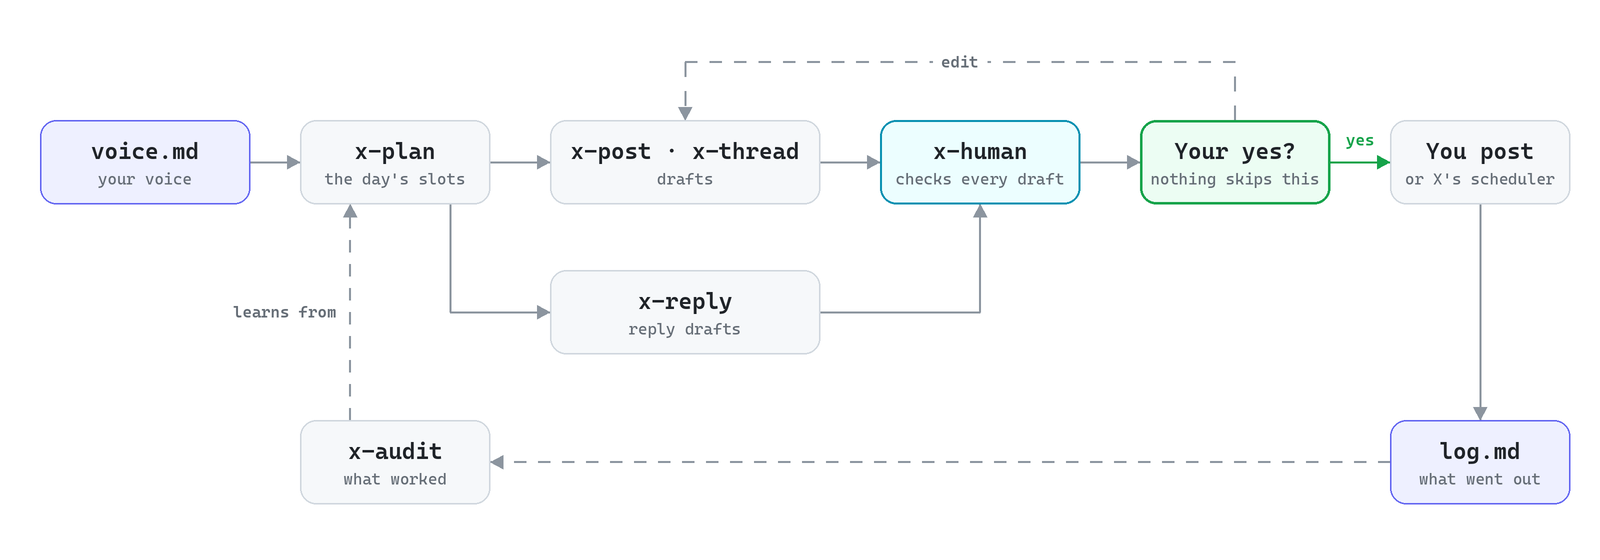 edit
voice.md
your voice
x-plan
the day's slots
x-post · x-thread
drafts
x-human
checks every draft
Your yes?
nothing skips this
yes
You post
or X's scheduler
x-reply
reply drafts
learns from
x-audit
what worked
log.md
what went out